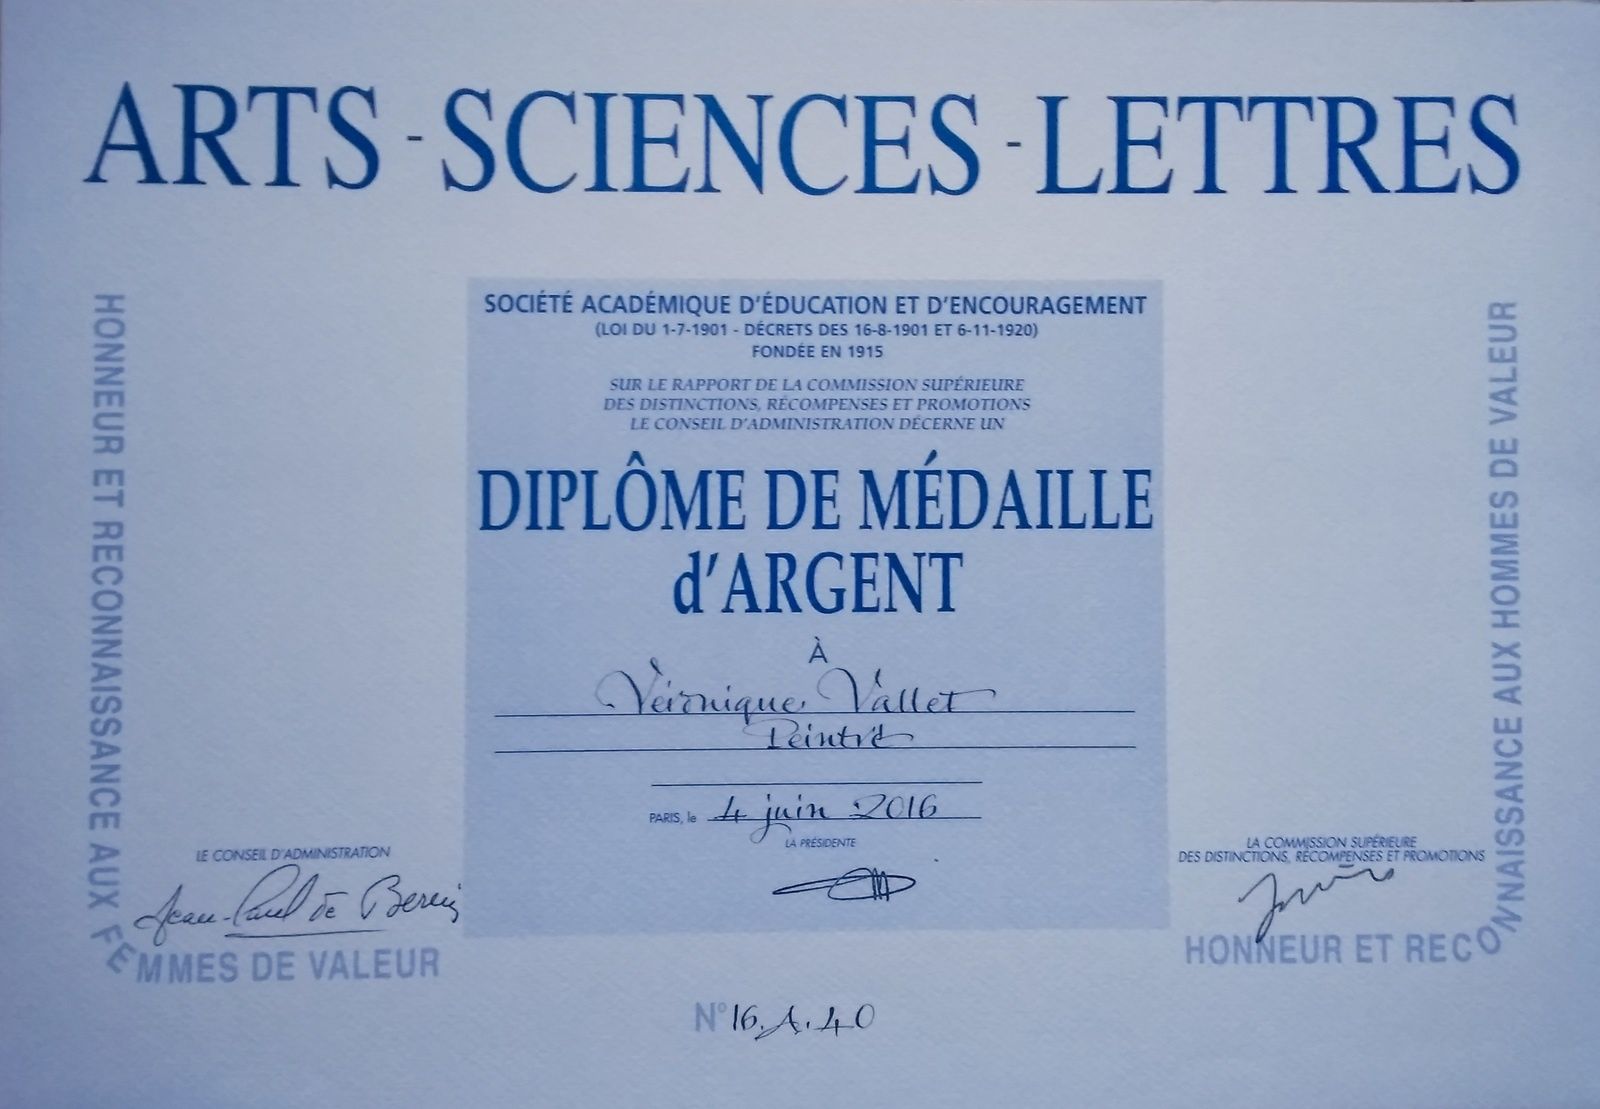 ARTS - SCIENCES - LETTRES
HONNEUR ET RECONNAISSANCE AUX FEMMES DE VALEUR
SOCIÉTÉ ACADÉMIQUE D'ÉDUCATION ET D'ENCOURAGEMENT
(LOI DU 1-7-1901 - DÉCRETS DES 16-8-1901 ET 6-11-1920)
FONDÉE EN 1915
SUR LE RAPPORT DE LA COMMISSION SUPÉRIEURE
DES DISTINCTIONS, RÉCOMPENSES ET PROMOTIONS
LE CONSEIL D'ADMINISTRATION DÉCERNE UN
DIPLÔME DE MÉDAILLE
d'ARGENT
À
Véronique Vallet
Peintre
PARIS, le 4 juin 2016
LA PRÉSIDENTE
LE CONSEIL D'ADMINISTRATION
Jean-Paul de
LA COMMISSION SUPÉRIEURE
DES DISTINCTIONS, RÉCOMPENSES ET PROMOTIONS
HONNEUR ET RECONNAISSANCE AUX HOMMES DE VALEUR
N° 16.A.40